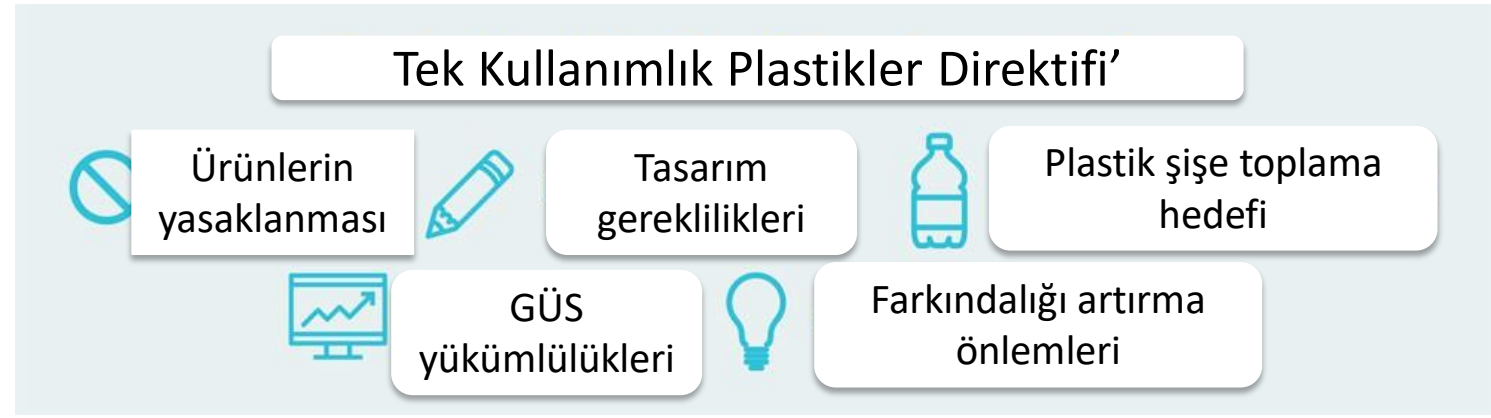 Tek Kullanımlık Plastikler Direktifi’
Ürünlerin
yasaklanması
Tasarım
gereklilikleri
Plastik şişe toplama
hedefi
GÜS
yükümlülükleri
Farkındalığı artırma
önlemleri